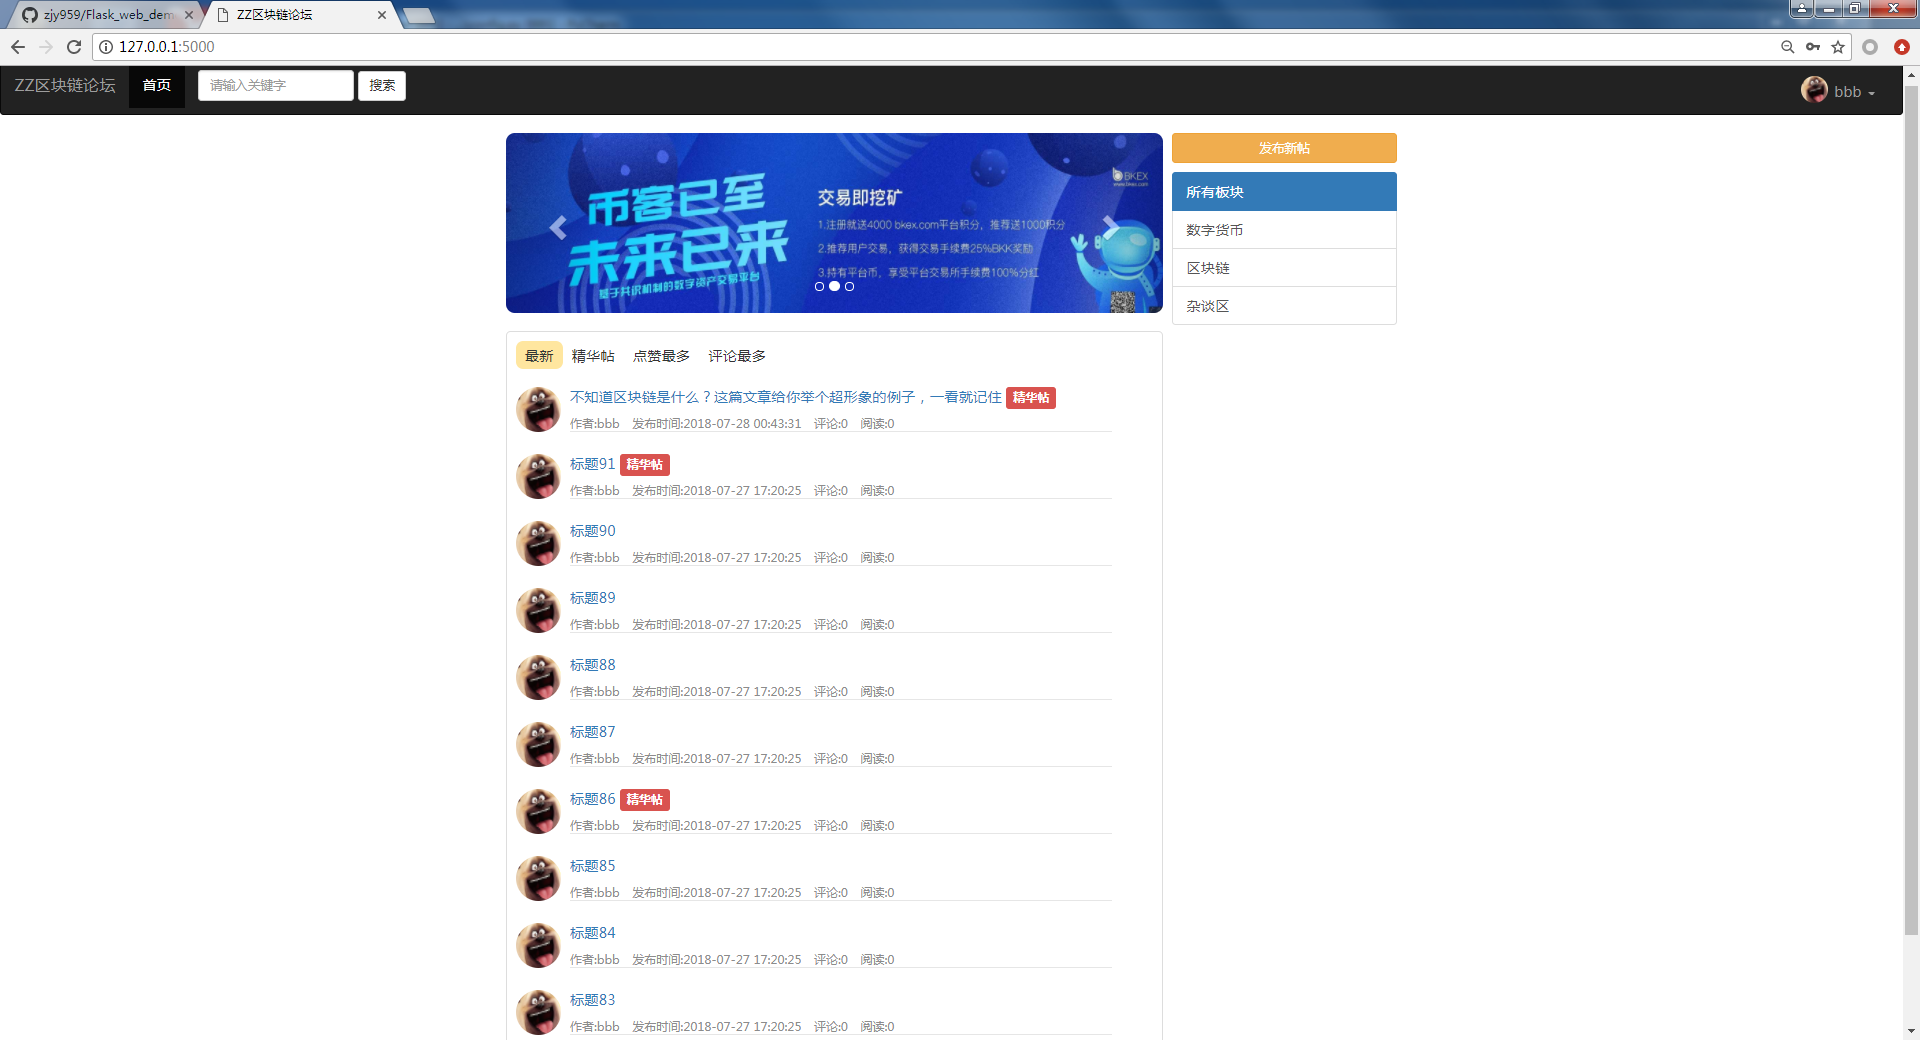 zjy959/Flask_web_dem
ZZ区块链论坛
127.0.0.1:5000
ZZ区块链论坛 首页 请输入关键字 搜索 bbb
币客已至
未来已来
基于共识机制的数字资产交易平台
交易即挖矿
1.注册就送4000 bkex.com平台积分，推荐送1000积分
2.推荐用户交易，获得交易手续费25%BKK奖励
3.持有平台币，享受平台交易所手续费100%分红
BKEX
www.bkex.com
发布新帖
所有板块
数字货币
区块链
杂谈区
最新 精华帖 点赞最多 评论最多
不知道区块链是什么？这篇文章给你举个超形象的例子，一看就记住 精华帖
作者:bbb 发布时间:2018-07-28 00:43:31 评论:0 阅读:0
标题91 精华帖
作者:bbb 发布时间:2018-07-27 17:20:25 评论:0 阅读:0
标题90
作者:bbb 发布时间:2018-07-27 17:20:25 评论:0 阅读:0
标题89
作者:bbb 发布时间:2018-07-27 17:20:25 评论:0 阅读:0
标题88
作者:bbb 发布时间:2018-07-27 17:20:25 评论:0 阅读:0
标题87
作者:bbb 发布时间:2018-07-27 17:20:25 评论:0 阅读:0
标题86 精华帖
作者:bbb 发布时间:2018-07-27 17:20:25 评论:0 阅读:0
标题85
作者:bbb 发布时间:2018-07-27 17:20:25 评论:0 阅读:0
标题84
作者:bbb 发布时间:2018-07-27 17:20:25 评论:0 阅读:0
标题83
作者:bbb 发布时间:2018-07-27 17:20:25 评论:0 阅读:0